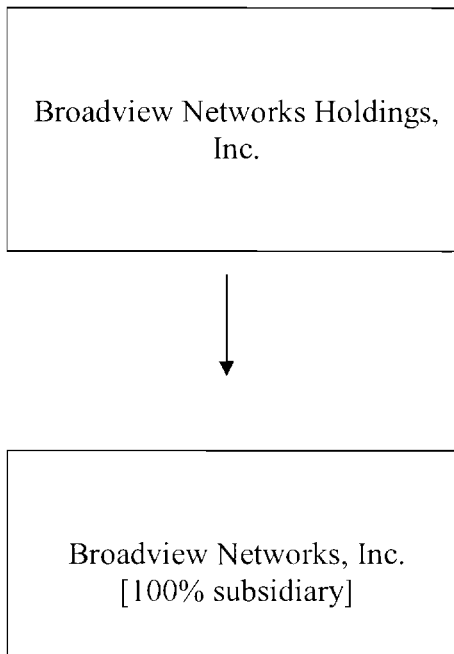 Broadview Networks Holdings,
Inc.
Broadview Networks, Inc.
[100% subsidiary]